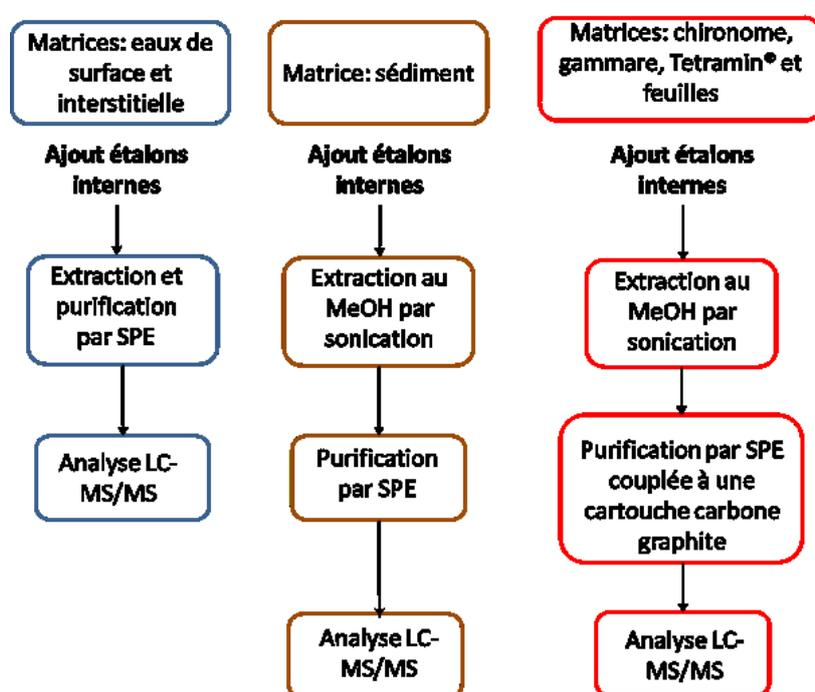 Matrices: eaux de
surface et
interstitielle
Ajout étalons
internes
Extraction et
purification
par SPE
Analyse LC-
MS/MS
Matrice: sédiment
Ajout étalons
internes
Extraction au
MeOH par
sonication
Purification
par SPE
Analyse LC-
MS/MS
Matrices: chironome,
gammare, Tetramin® et
feuilles
Ajout étalons
internes
Extraction au
MeOH par
sonication
Purification par SPE
couplée à une
cartouche carbone
graphite
Analyse LC-
MS/MS